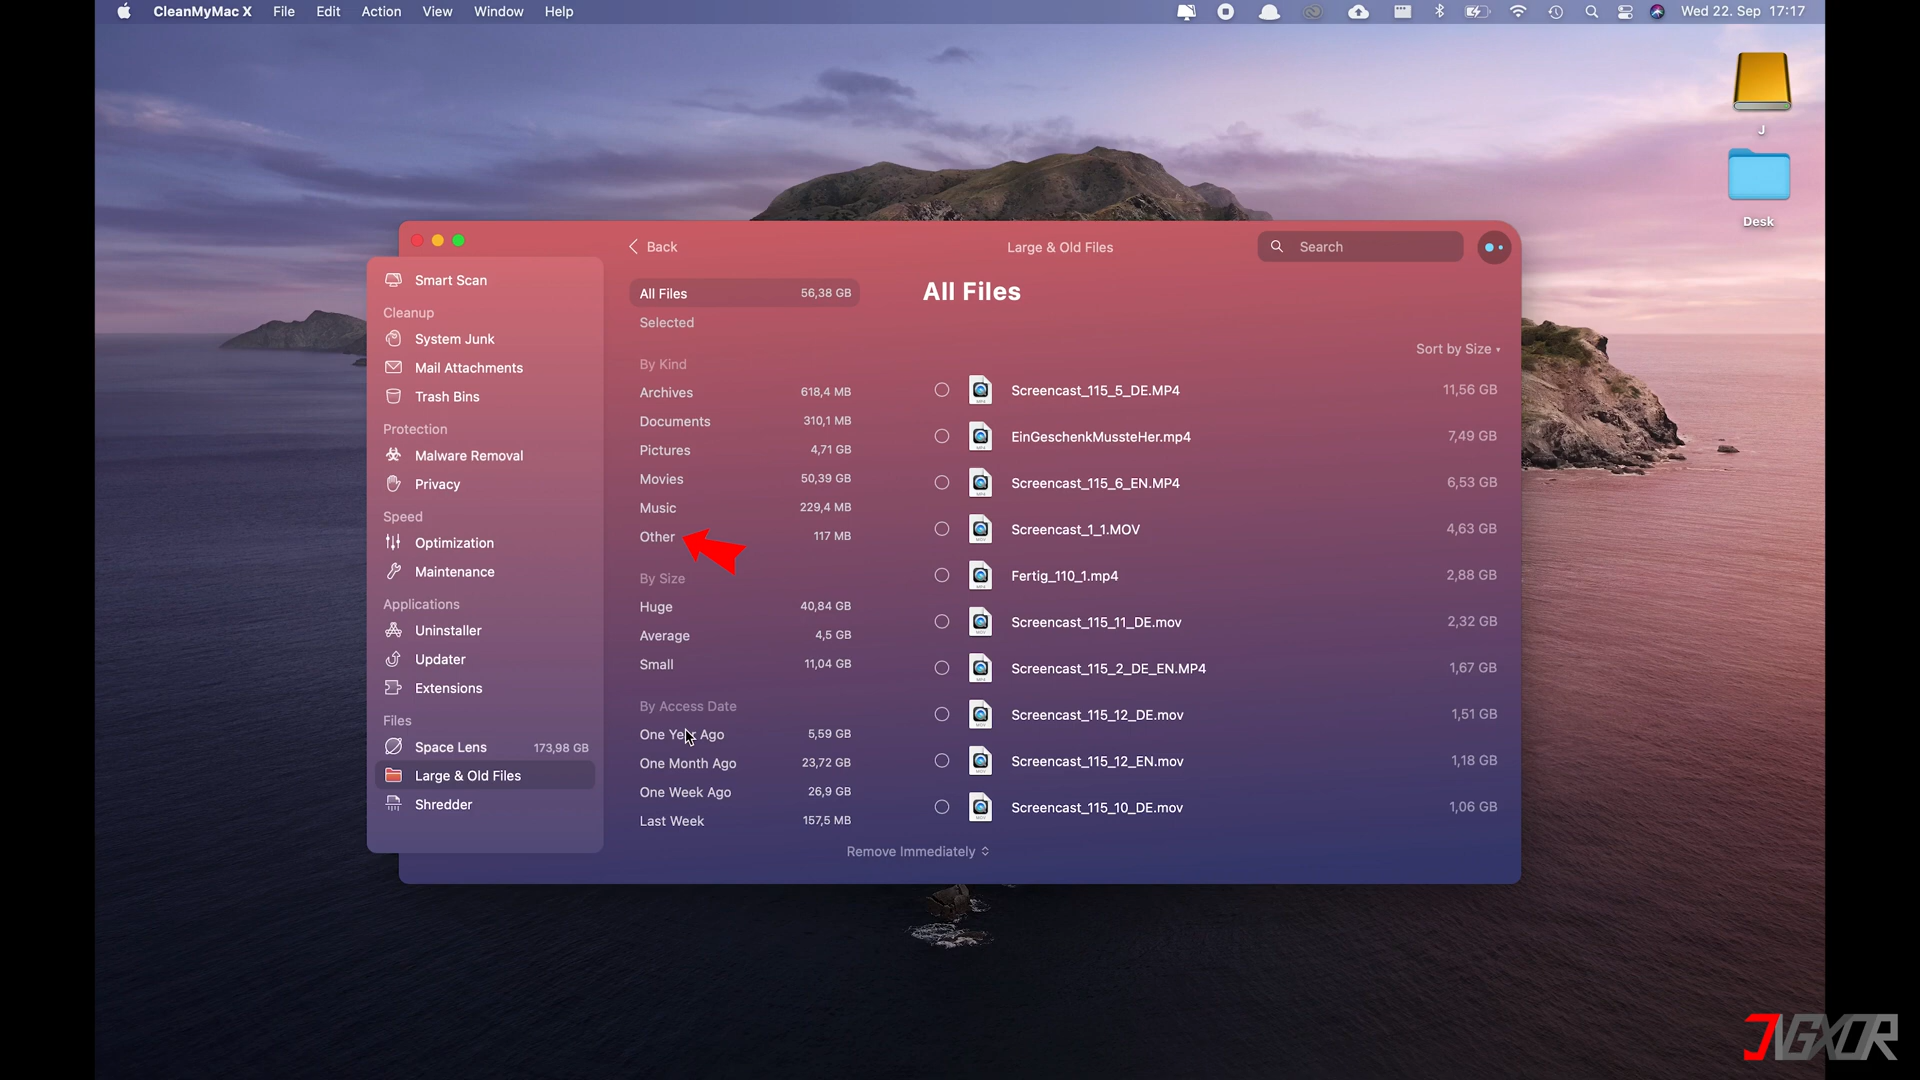 CleanMyMac X File Edit Action View Window Help
Wed 22. Sep 17:17
J
Desk
Back
Large & Old Files
Search
Smart Scan
Cleanup
System Junk
Mail Attachments
Trash Bins
Protection
Malware Removal
Privacy
Speed
Optimization
Maintenance
Applications
Uninstaller
Updater
Extensions
Files
Space Lens 173,98 GB
Large & Old Files
Shredder
All Files 56,38 GB
Selected
By Kind
Archives 618,4 MB
Documents 310,1 MB
Pictures 4,71 GB
Movies 50,39 GB
Music 229,4 MB
Other 117 MB
By Size
Huge 40,84 GB
Average 4,5 GB
Small 11,04 GB
By Access Date
One Year Ago 5,59 GB
One Month Ago 23,72 GB
One Week Ago 26,9 GB
Last Week 157,5 MB
All Files
Sort by Size
Screencast_115_5_DE.MP4 11,56 GB
EinGeschenkMussteHer.mp4 7,49 GB
Screencast_115_6_EN.MP4 6,53 GB
Screencast_1_1.MOV 4,63 GB
Fertig_110_1.mp4 2,88 GB
Screencast_115_11_DE.mov 2,32 GB
Screencast_115_2_DE_EN.MP4 1,67 GB
Screencast_115_12_DE.mov 1,51 GB
Screencast_115_12_EN.mov 1,18 GB
Screencast_115_10_DE.mov 1,06 GB
Remove Immediately
JIGXOR